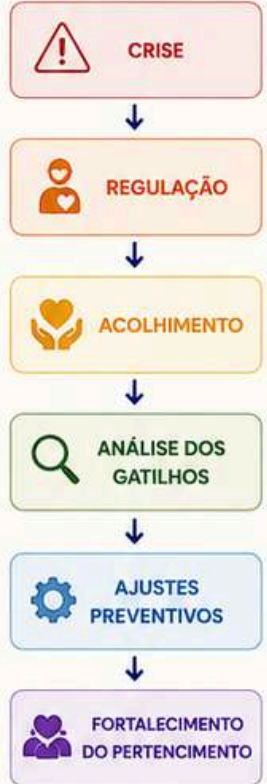 CRISE
REGULAÇÃO
ACOLHIMENTO
ANÁLISE DOS
GATILHOS
AJUSTES
PREVENTIVOS
FORTALECIMENTO
DO PERTENCIMENTO